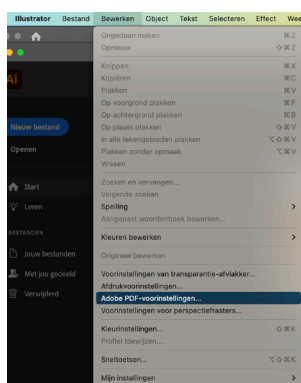 Illustrator Bestand Bewerken Object Tekst Selecteren Effect Wee
Ai
Nieuw bestand
Openen
Start
Leren
BESTANDEN
Jouw bestanden
Met jou gedeeld
Verwijderd
Ongedaan maken ⌘Z
Opnieuw ⇧⌘Z
Knippen ⌘X
Kopiëren ⌘C
Plakken ⌘V
Op voorgrond plakken ⌘F
Op achtergrond plakken ⌘B
Op plaats plakken ⇧⌘V
In alle tekengebieden plakken ⌥⇧⌘V
Plakken zonder opmaak ⌥⌘V
Wissen
Zoeken en vervangen...
Volgende zoeken
Spelling
Aangepast woordenboek bewerken...
Kleuren bewerken
Origineel bewerken
Voorinstellingen van transparantie-afvlakker...
Afdrukvoorinstellingen...
Adobe PDF-voorinstellingen...
Voorinstellingen voor perspectiefrasters...
Kleurinstellingen... ⇧⌘K
Profiel toewijzen...
Sneltoetsen... ⌥⇧⌘K
Mijn instellingen